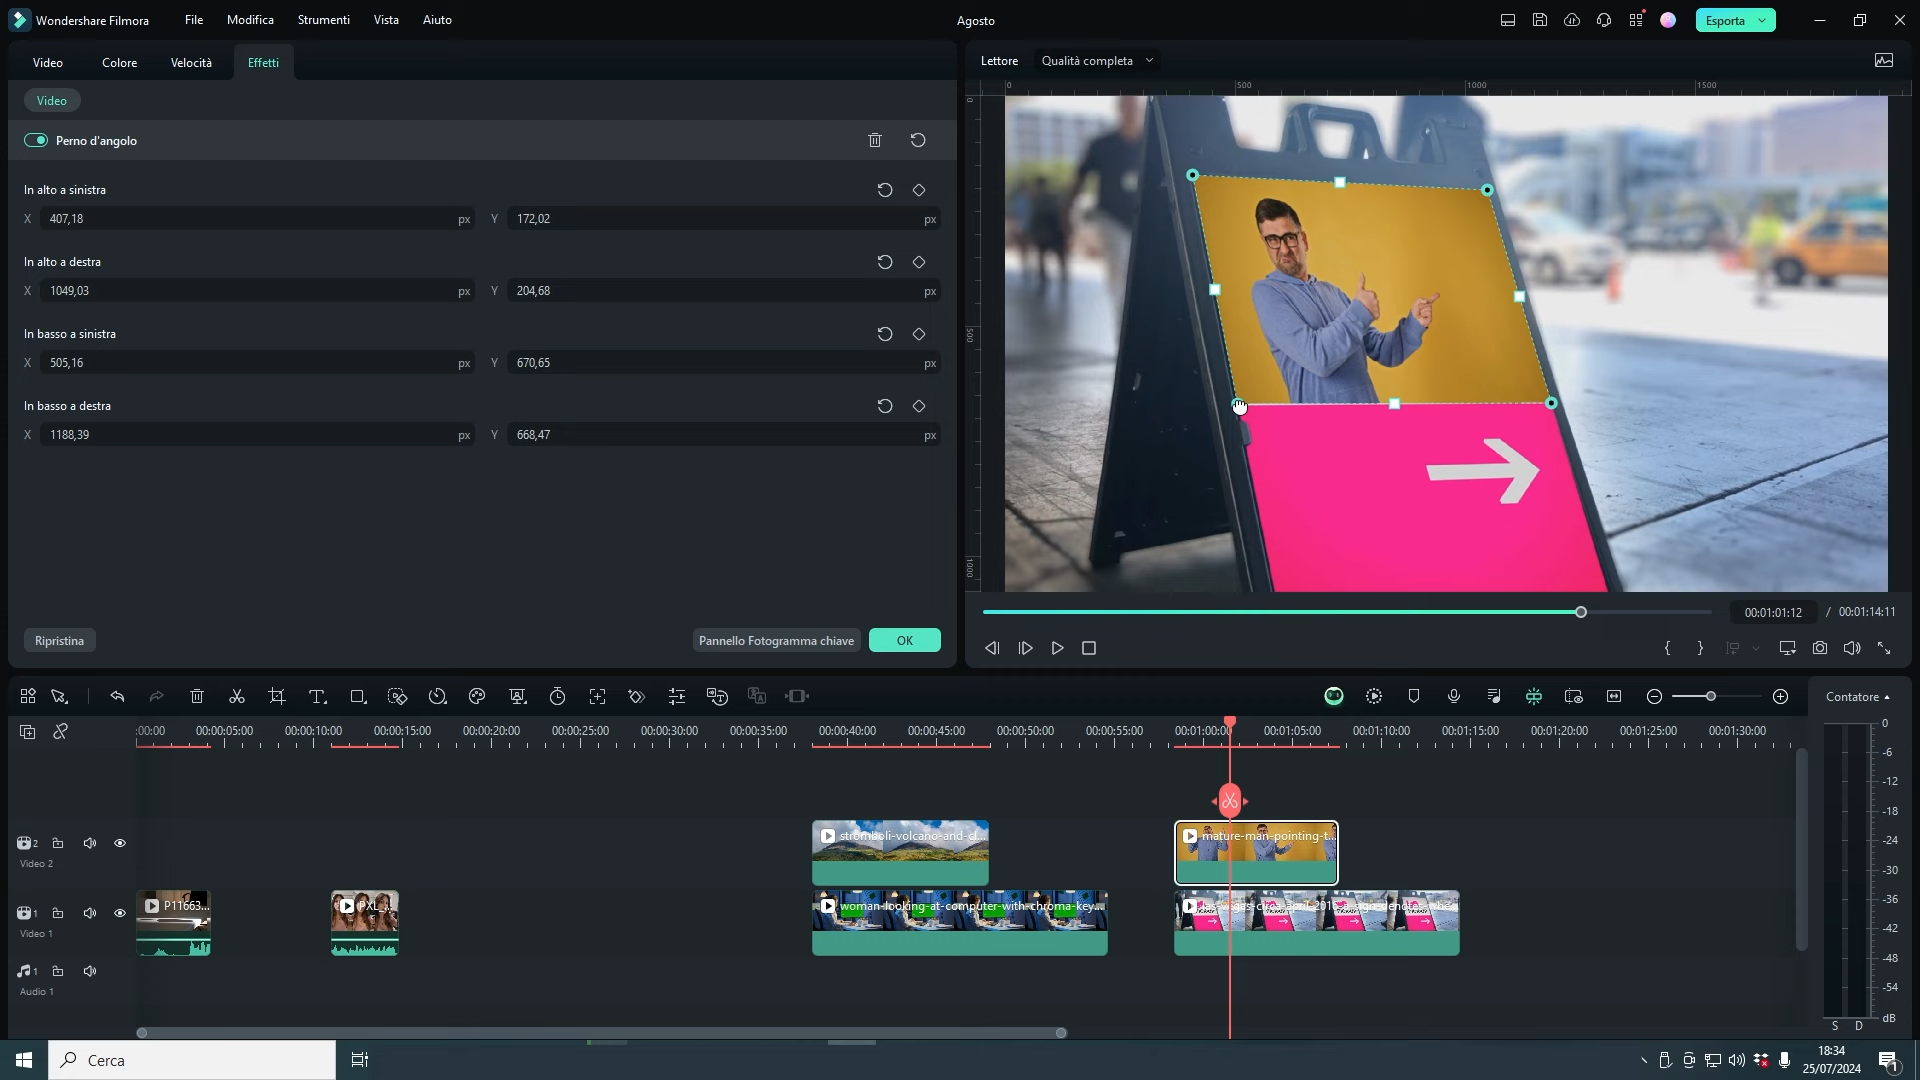 Wondershare Filmora File Modifica Strumenti Vista Aiuto Agosto Esporta
Video Colore Velocità Effetti
Video
Perno d'angolo
In alto a sinistra
X 407,18 px Y 172,02 px
In alto a destra
X 1049,03 px Y 204,68 px
In basso a sinistra
X 505,16 px Y 670,65 px
In basso a destra
X 1188,39 px Y 668,47 px
Ripristina Pannello Fotogramma chiave OK
Lettore Qualità completa
0 500 1000 1500
0
500
1000
00:01:01:12 / 00:01:14:11
{ }
Contatore
:00:00 00:00:05:00 00:00:10:00 00:00:15:00 00:00:20:00 00:00:25:00 00:00:30:00 00:00:35:00 00:00:40:00 00:00:45:00 00:00:50:00 00:00:55:00 00:01:00:00 00:01:05:00 00:01:10:00 00:01:15:00 00:01:20:00 00:01:25:00 00:01:30:00
2
Video 2
stromboli-volcano-and-cl...
mature-man-pointing-t...
1
Video 1
P11663...
PXL_...
woman-looking-at-computer-with-chroma-key...
1
Audio 1
0
-6
-12
-18
-24
-30
-36
-42
-48
-54
dB
S D
Cerca
18:34
25/07/2024
1